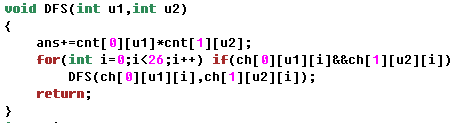 void DFS(int u1,int u2)
{
    ans+=cnt[0][u1]*cnt[1][u2];
    for(int i=0;i<26;i++) if(ch[0][u1][i]&&ch[1][u2][i])
        DFS(ch[0][u1][i],ch[1][u2][i]);
    return;
}